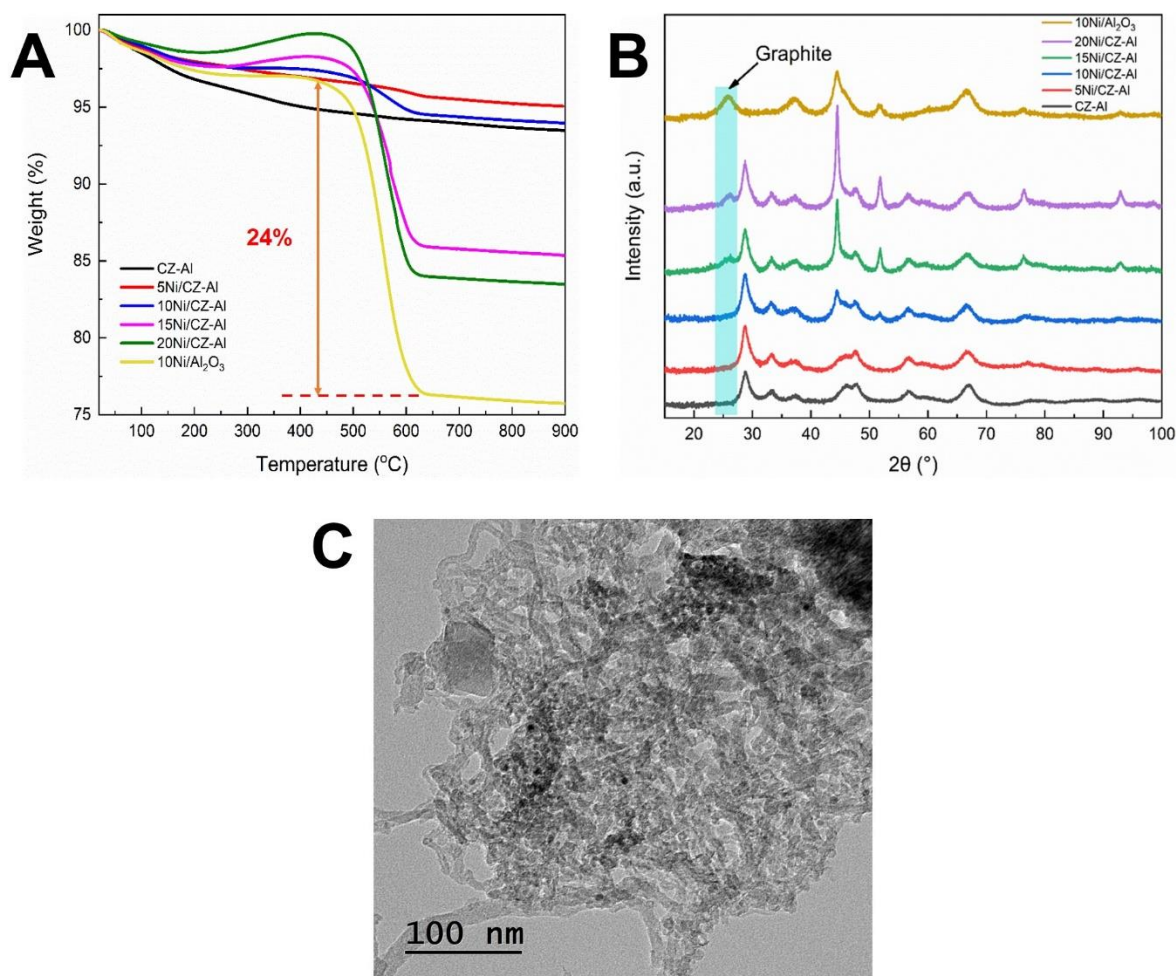 A
100
95
90
85
80
75
Weight (%)
24%
CZ-Al
5Ni/CZ-Al
10Ni/CZ-Al
15Ni/CZ-Al
20Ni/CZ-Al
10Ni/Al₂O₃
100 200 300 400 500 600 700 800 900
Temperature (°C)
B
Graphite
10Ni/Al₂O₃
20Ni/CZ-Al
15Ni/CZ-Al
10Ni/CZ-Al
5Ni/CZ-Al
CZ-Al
Intensity (a.u.)
20 30 40 50 60 70 80 90 100
2θ (°)
C
100 nm